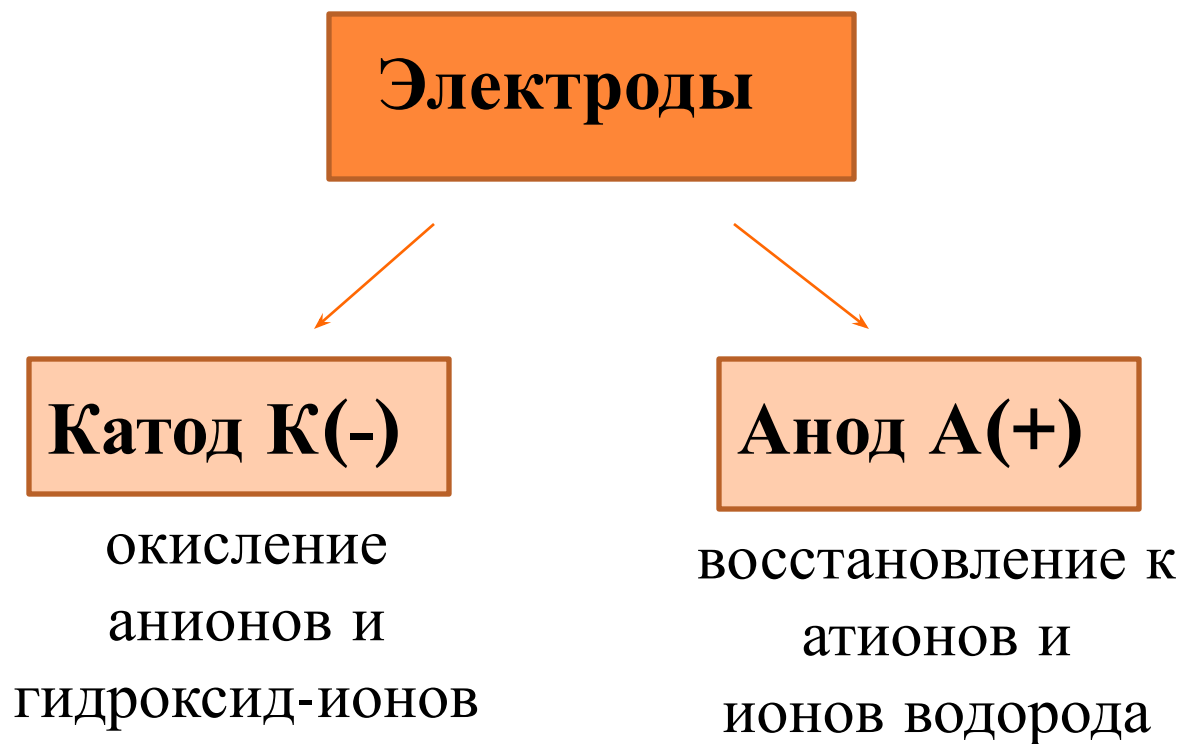 Электроды
Катод К(-)
Анод А(+)
окисление
анионов и
гидроксид-ионов
восстановление к
атионов и
ионов водорода